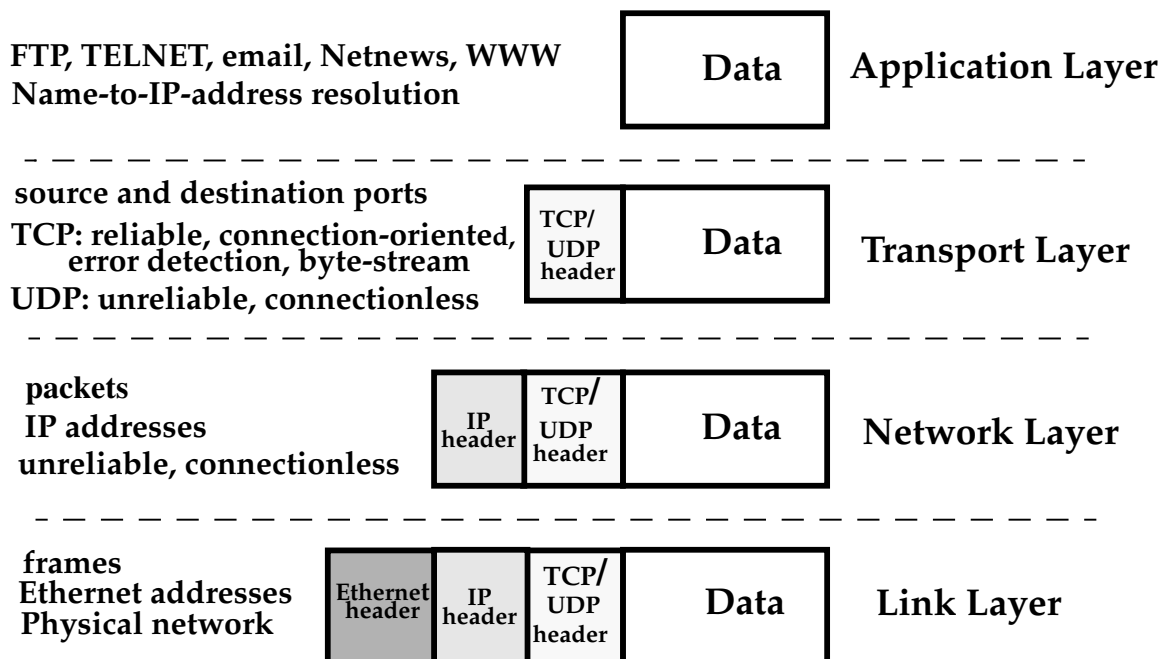 FTP, TELNET, email, Netnews, WWW
Name-to-IP-address resolution
Data
Application Layer
source and destination ports
TCP: reliable, connection-oriented,
error detection, byte-stream
UDP: unreliable, connectionless
TCP/
UDP
header
Data
Transport Layer
packets
IP addresses
unreliable, connectionless
IP
header
TCP/
UDP
header
Data
Network Layer
frames
Ethernet addresses
Physical network
Ethernet
header
IP
header
TCP/
UDP
header
Data
Link Layer